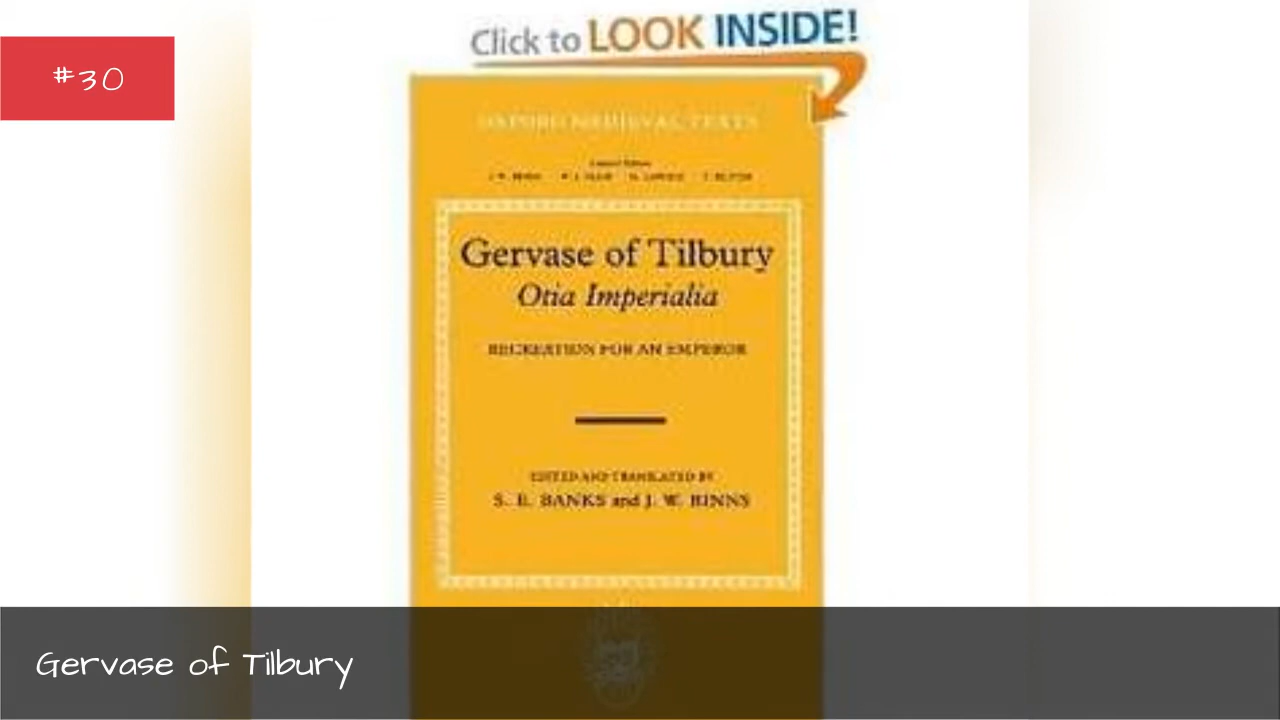 Click to LOOK INSIDE!
#30
OXFORD MEDIEVAL TEXTS
Gervase of Tilbury
Otia Imperialia
RECREATION FOR AN EMPEROR
EDITED AND TRANSLATED BY
S. E. BANKS and J. W. BINNS
Gervase of Tilbury